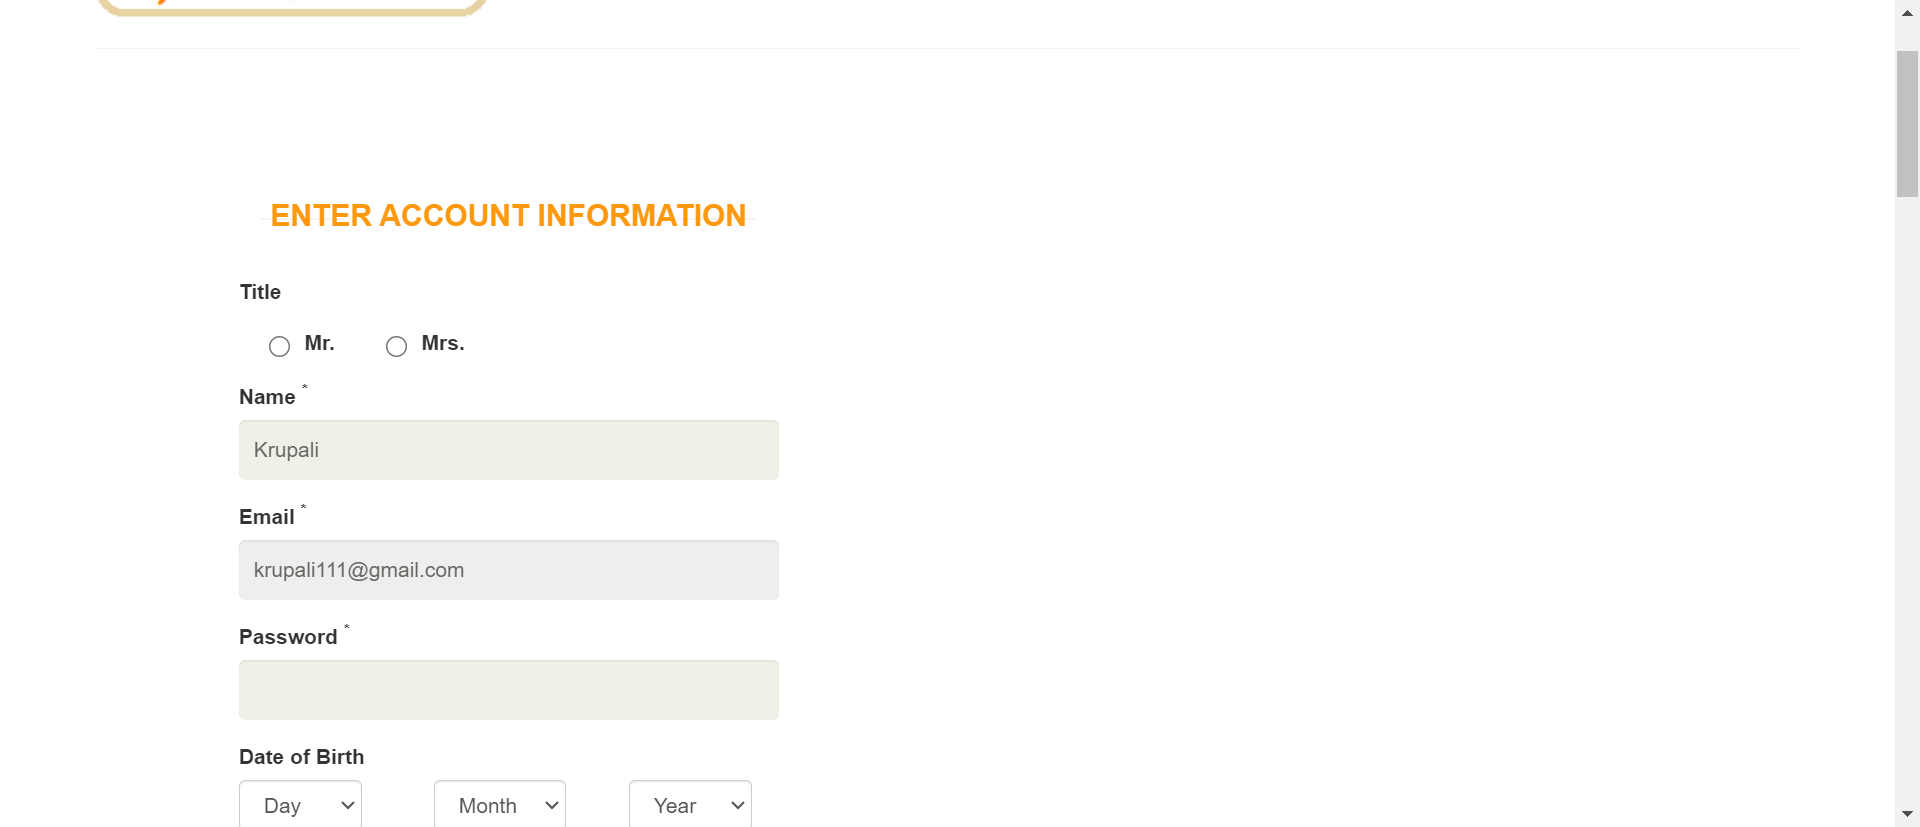 ENTER ACCOUNT INFORMATION
Title
Mr. Mrs.
Name *
Krupali
Email *
krupali111@gmail.com
Password *
Date of Birth
Day Month Year